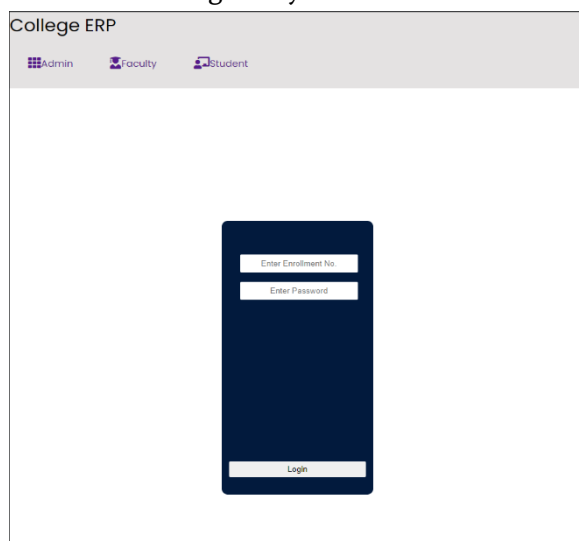 College ERP
Admin Faculty Student
Enter Enrollment No.
Enter Password
Login